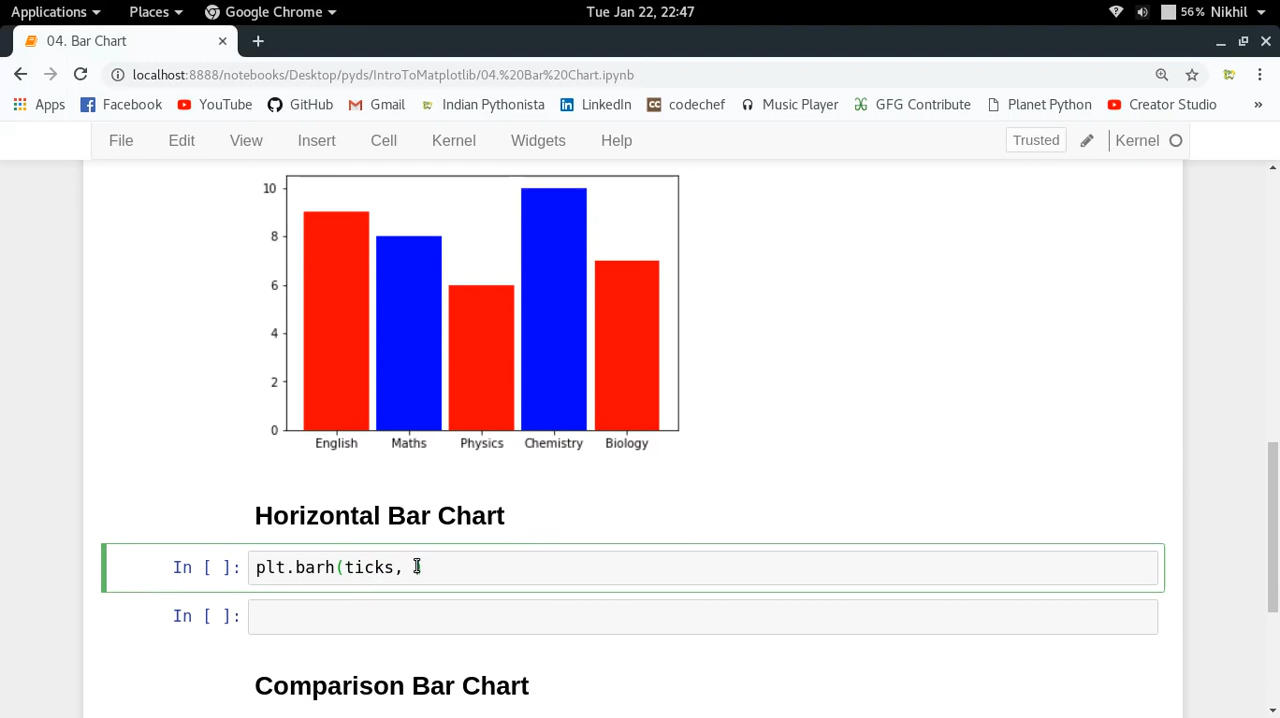 Applications Places Google Chrome Tue Jan 22, 22:47 56% Nikhil
04. Bar Chart
localhost:8888/notebooks/Desktop/pyds/IntroToMatplotlib/04.%20Bar%20Chart.ipynb
Apps Facebook YouTube GitHub Gmail Indian Pythonista LinkedIn CC codechef Music Player GFG Contribute Planet Python Creator Studio »
File Edit View Insert Cell Kernel Widgets Help Trusted Kernel
10
8
6
4
2
0
English Maths Physics Chemistry Biology
Horizontal Bar Chart
In [ ]: plt.barh(ticks,
In [ ]:
Comparison Bar Chart